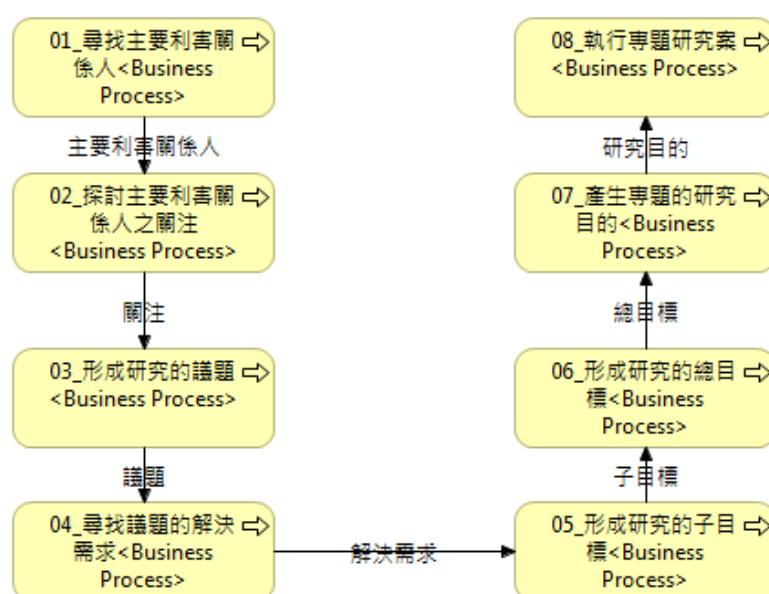 01_尋找主要利害關
係人<Business
Process>
主要利害關係人
02_探討主要利害關
係人之關注
<Business Process>
關注
03_形成研究的議題
<Business Process>
議題
04_尋找議題的解決
需求<Business
Process>
解決需求
05_形成研究的子目
標<Business
Process>
子目標
06_形成研究的總目
標<Business
Process>
總目標
07_產生專題的研究
目的<Business
Process>
研究目的
08_執行專題研究案
<Business Process>